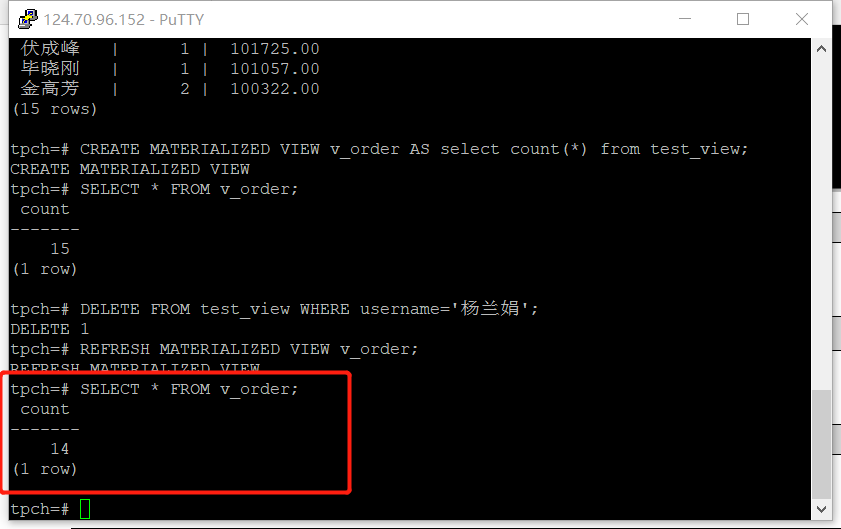 124.70.96.152 - PuTTY
伏成峰 | 1 | 101725.00
毕晓刚 | 1 | 101057.00
金高芳 | 2 | 100322.00
(15 rows)
tpch=# CREATE MATERIALIZED VIEW v_order AS select count(*) from test_view;
CREATE MATERIALIZED VIEW
tpch=# SELECT * FROM v_order;
count
-------
15
(1 row)
tpch=# DELETE FROM test_view WHERE username='杨兰娟';
DELETE 1
tpch=# REFRESH MATERIALIZED VIEW v_order;
REFRESH MATERIALIZED VIEW
tpch=# SELECT * FROM v_order;
count
-------
14
(1 row)
tpch=#